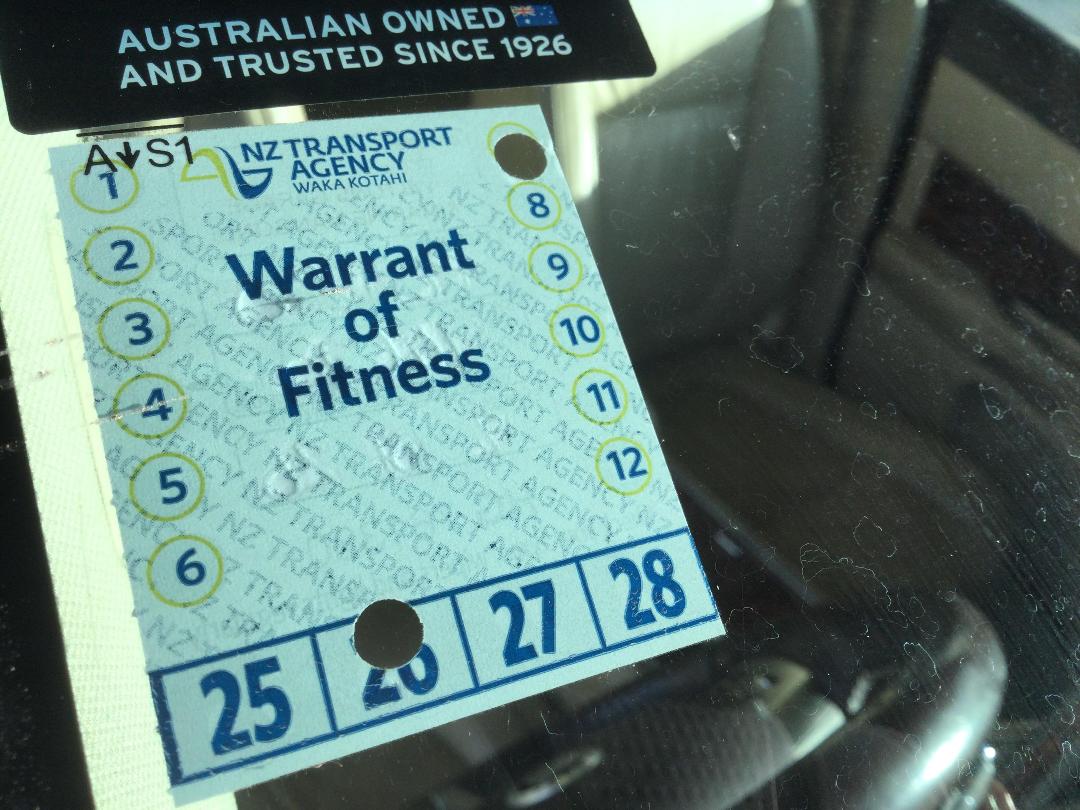 AUSTRALIAN OWNED
AND TRUSTED SINCE 1926
A↓S1
NZ TRANSPORT
AGENCY
WAKA KOTAHI
Warrant
of
Fitness
1
2
3
4
5
6
8
9
10
11
12
25
26
27
28